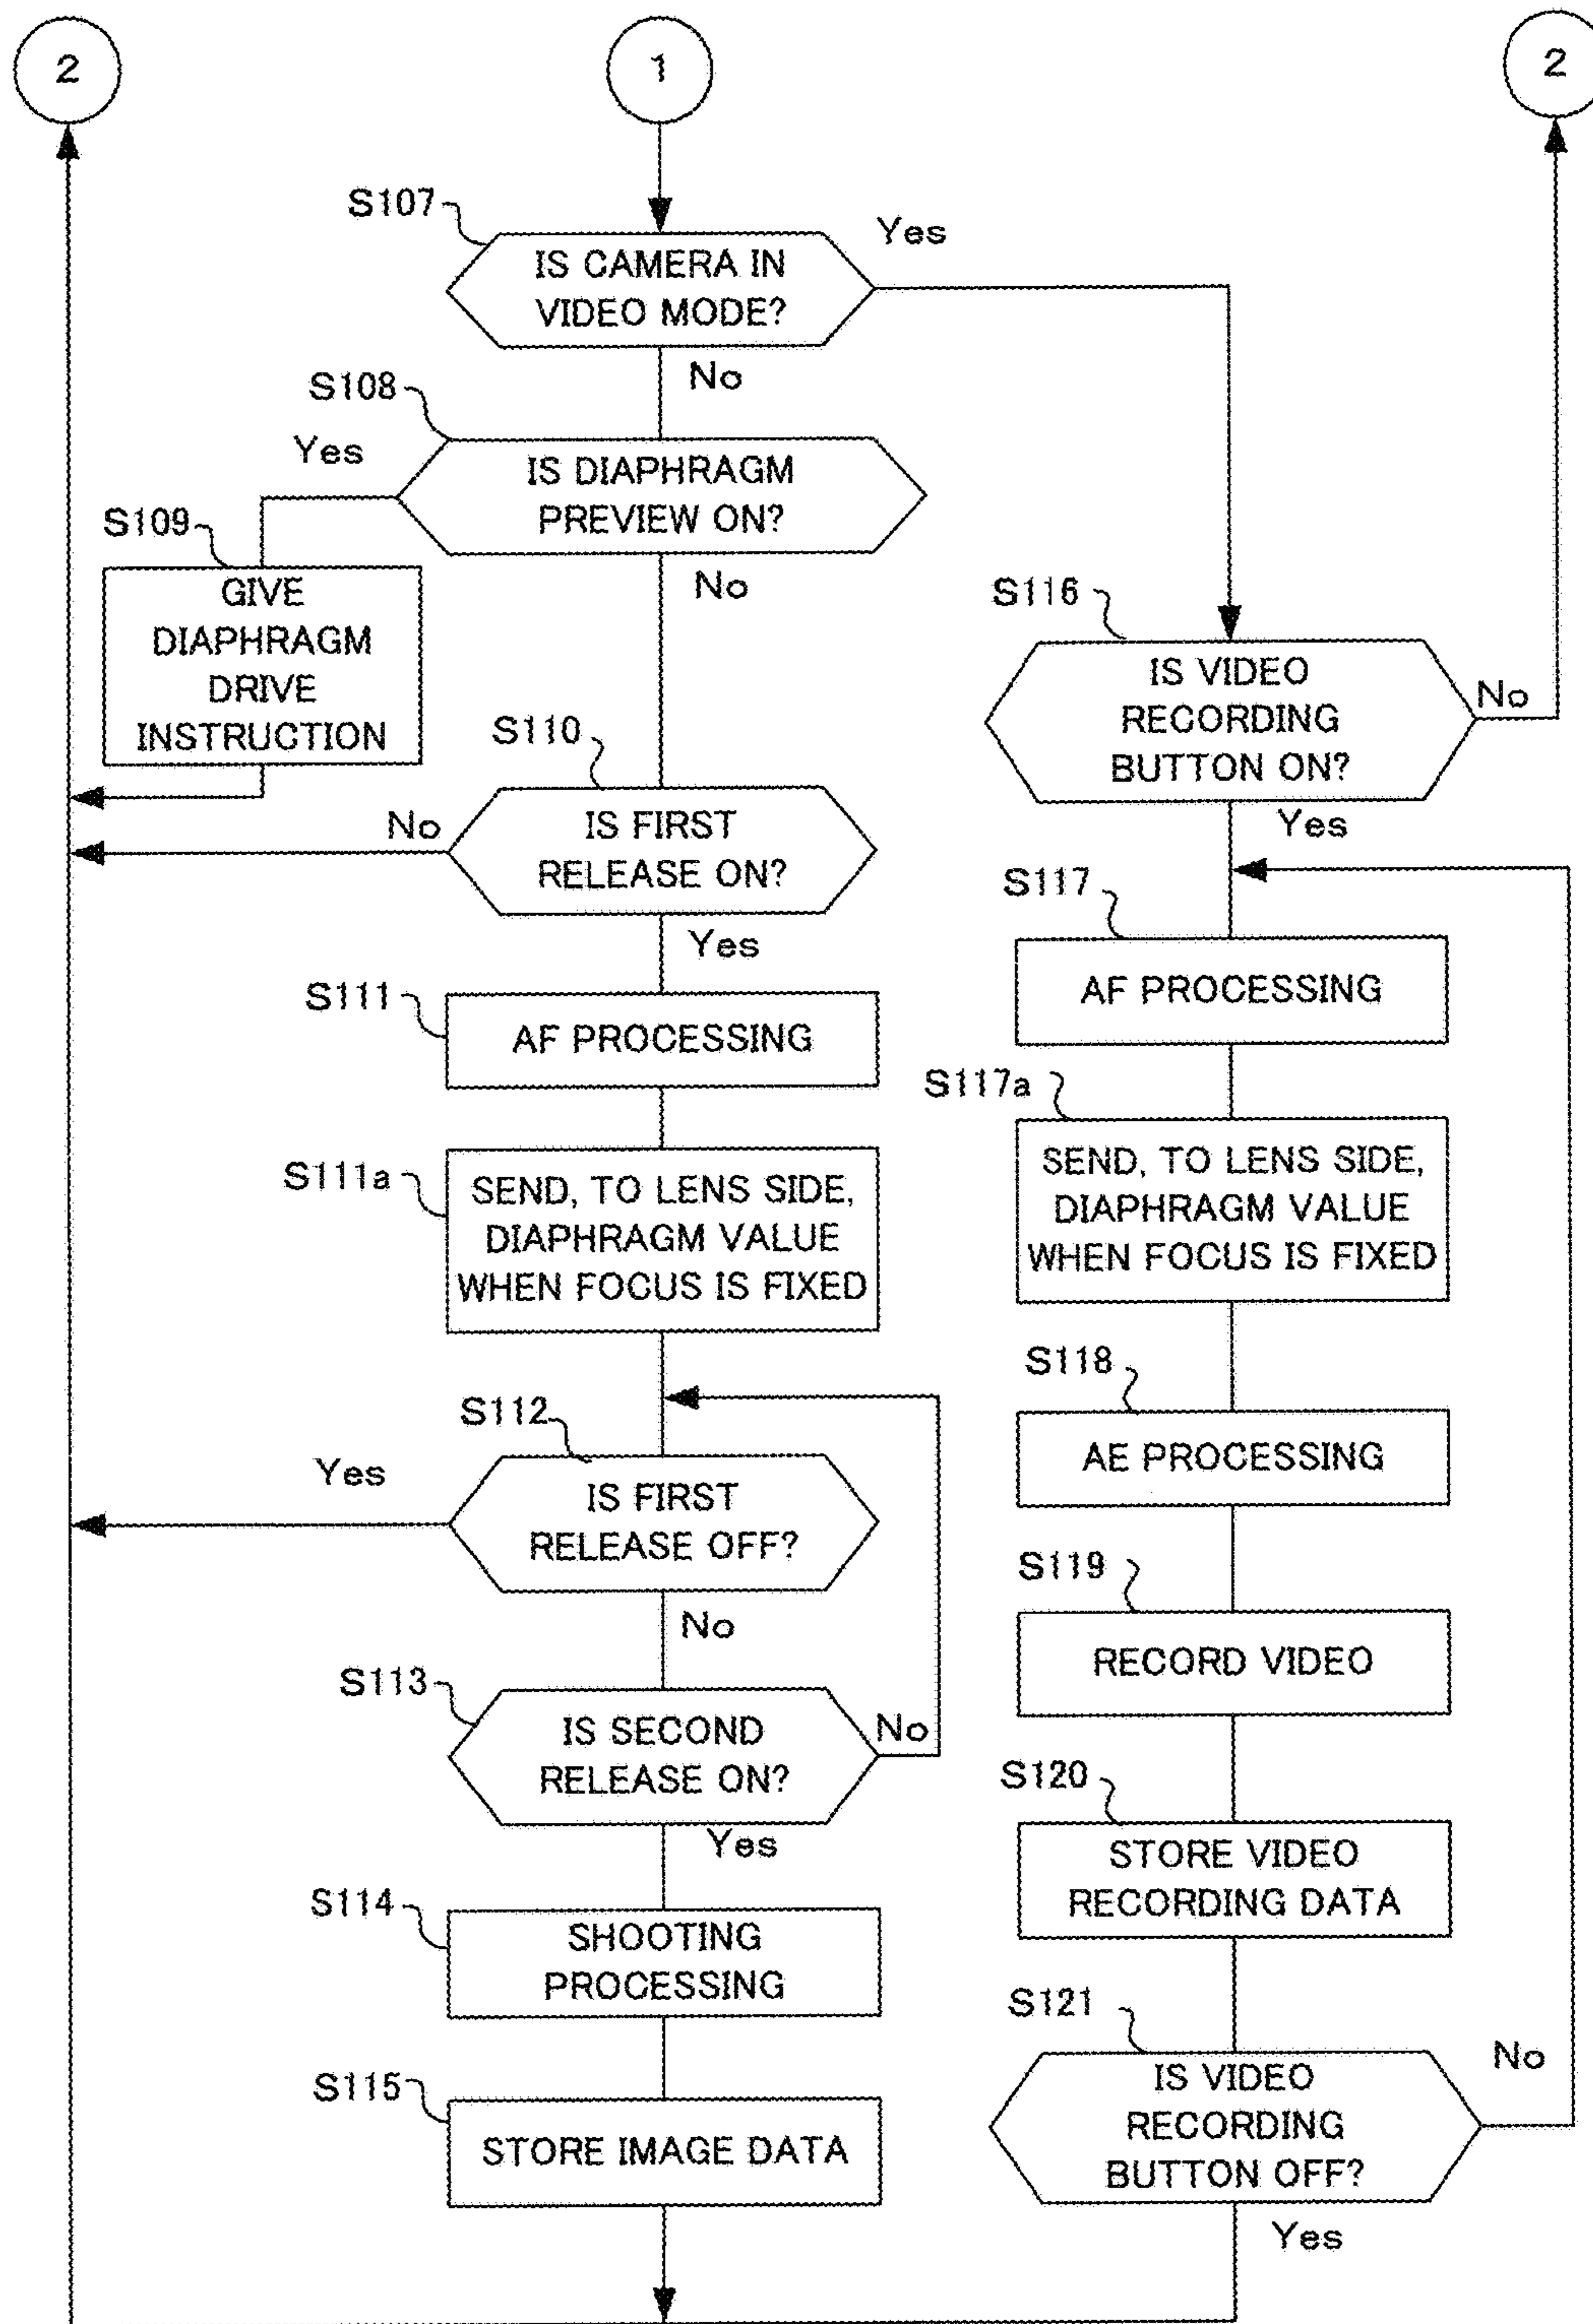 2
1
2
S107
IS CAMERA IN
VIDEO MODE?
Yes
No
S108
Yes
IS DIAPHRAGM
PREVIEW ON?
No
S109
GIVE
DIAPHRAGM
DRIVE
INSTRUCTION
S110
No
IS FIRST
RELEASE ON?
Yes
S111
AF PROCESSING
S111a
SEND, TO LENS SIDE,
DIAPHRAGM VALUE
WHEN FOCUS IS FIXED
S112
Yes
IS FIRST
RELEASE OFF?
No
S113
IS SECOND
RELEASE ON?
No
Yes
S114
SHOOTING
PROCESSING
S115
STORE IMAGE DATA
S116
IS VIDEO
RECORDING
BUTTON ON?
No
Yes
S117
AF PROCESSING
S117a
SEND, TO LENS SIDE,
DIAPHRAGM VALUE
WHEN FOCUS IS FIXED
S118
AE PROCESSING
S119
RECORD VIDEO
S120
STORE VIDEO
RECORDING DATA
S121
IS VIDEO
RECORDING
BUTTON OFF?
No
Yes